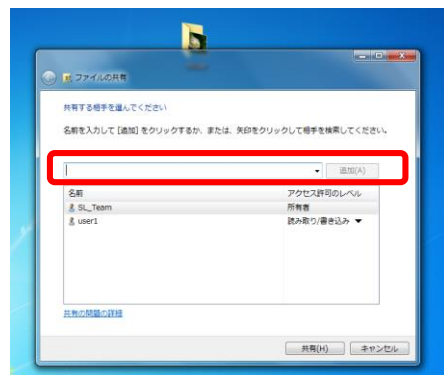 ファイルの共有
共有する相手を選んでください
名前を入力して [追加] をクリックするか、または、矢印をクリックして相手を検索してください。
追加(A)
名前 アクセス許可のレベル
SL_Team 所有者
user1 読み取り/書き込み ▼
共有の問題の詳細
共有(H) キャンセル